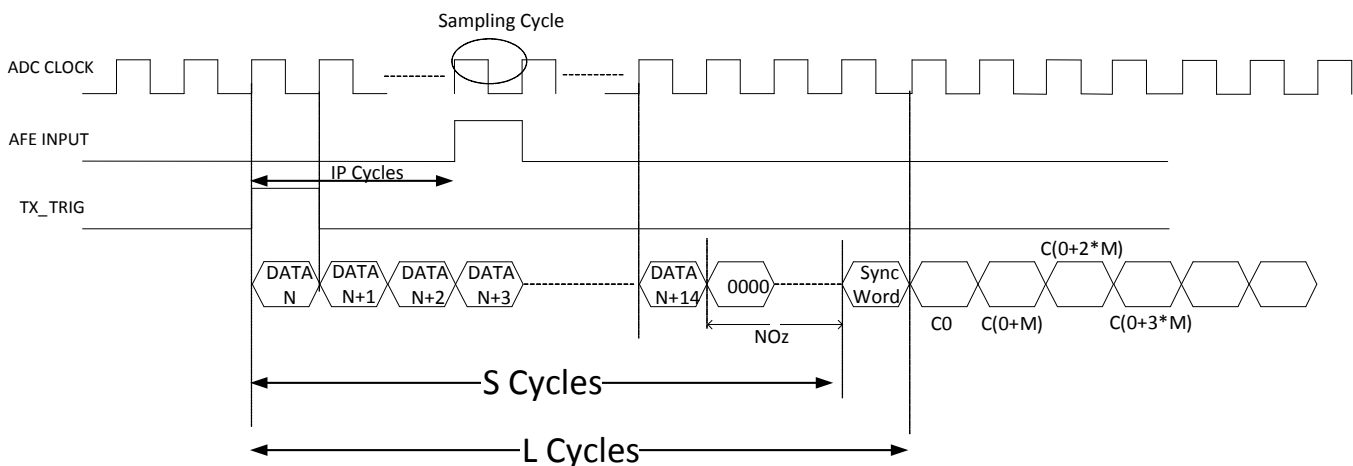 Sampling Cycle
ADC CLOCK
AFE INPUT
IP Cycles
TX_TRIG
C(0+2*M)
DATA
N
DATA
N+1
DATA
N+2
DATA
N+3
DATA
N+14
0000
Sync
Word
C0
C(0+M)
C(0+3*M)
NOz
S Cycles
L Cycles